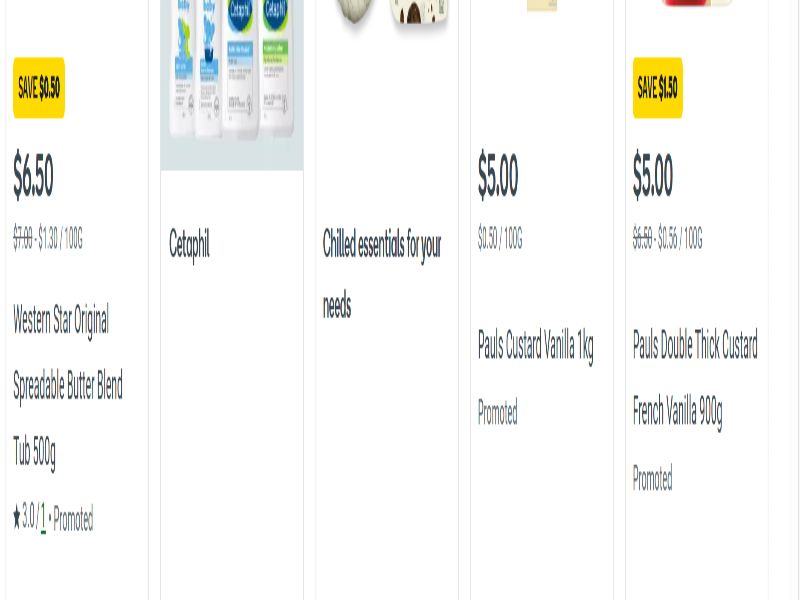 Cetaphil
Cetaphil
SAVE $0.50
$6.50
$7.00 - $1.30 / 100G
Western Star Original
Spreadable Butter Blend
Tub 500g
3.0 / 1 • Promoted
Cetaphil
Chilled essentials for your
needs
$5.00
$0.50 / 100G
Pauls Custard Vanilla 1kg
Promoted
SAVE $1.50
$5.00
$6.50 - $0.56 / 100G
Pauls Double Thick Custard
French Vanilla 900g
Promoted